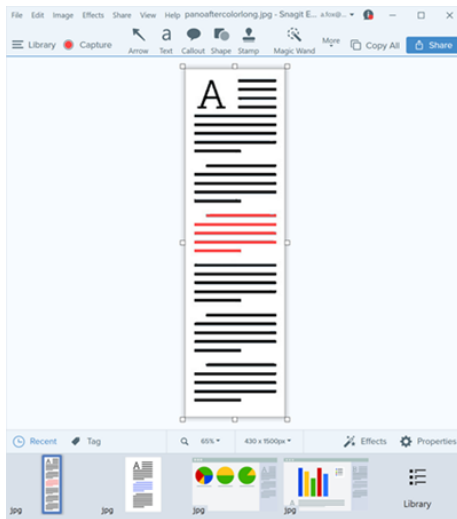 File Edit Image Effects Share View Help panoaftercolorlong.jpg - Snagit E...
Library Capture Arrow Text Callout Shape Stamp Magic Wand More Copy All Share
a
A
Recent Tag 65% 430 x 1500px Effects Properties
A
A
jpg jpg jpg jpg Library